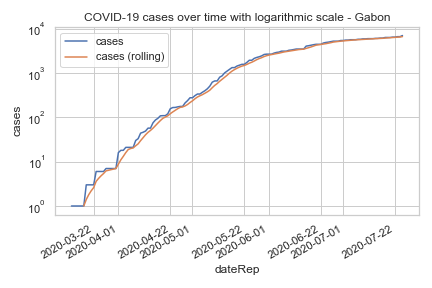 COVID-19 cases over time with logarithmic scale - Gabon
cases
cases (rolling)
10⁴
10³
10²
10¹
10⁰
cases
2020-03-22
2020-04-01
2020-04-22
2020-05-01
2020-05-22
2020-06-01
2020-06-22
2020-07-01
2020-07-22
dateRep